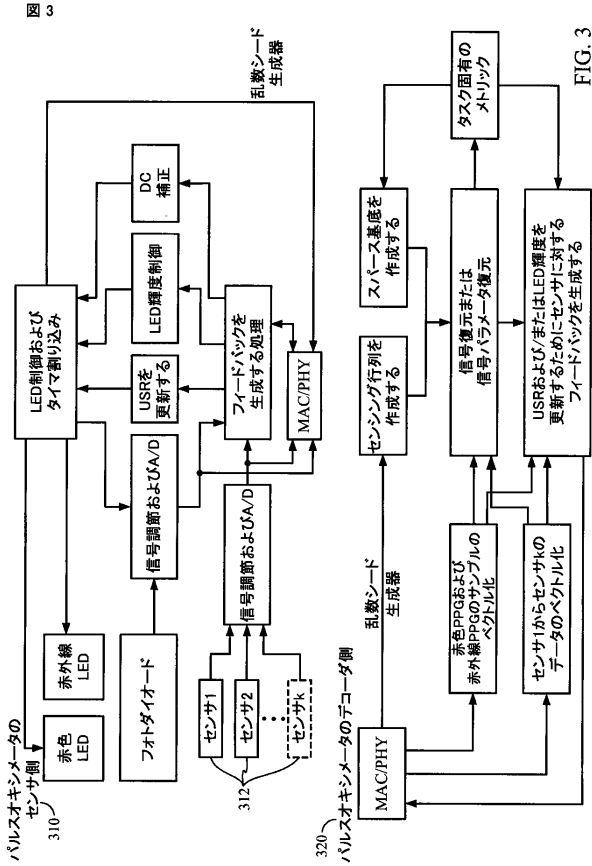 図 3
パルスオキシメータの
センサ側
310
赤色
LED
赤外線
LED
LED制御および
タイマ割り込み
フォトダイオード
信号調節およびA/D
USRを
更新する
LED輝度制御
DC
補正
乱数シード
生成器
センサ1
センサ2
センサk
312
信号調節およびA/D
フィードバックを
生成する処理
MAC/PHY
320
パルスオキシメータのデコーダ側
MAC/PHY
乱数シード
生成器
センシング行列を
作成する
スパース基底を
作成する
赤色PPGおよび
赤外線PPGのサンプルの
ベクトル化
信号復元または
信号パラメータ復元
タスク固有の
メトリック
センサ1からセンサkの
データのベクトル化
USRおよび/またはLED輝度を
更新するためにセンサに対する
フィードバックを生成する
FIG. 3